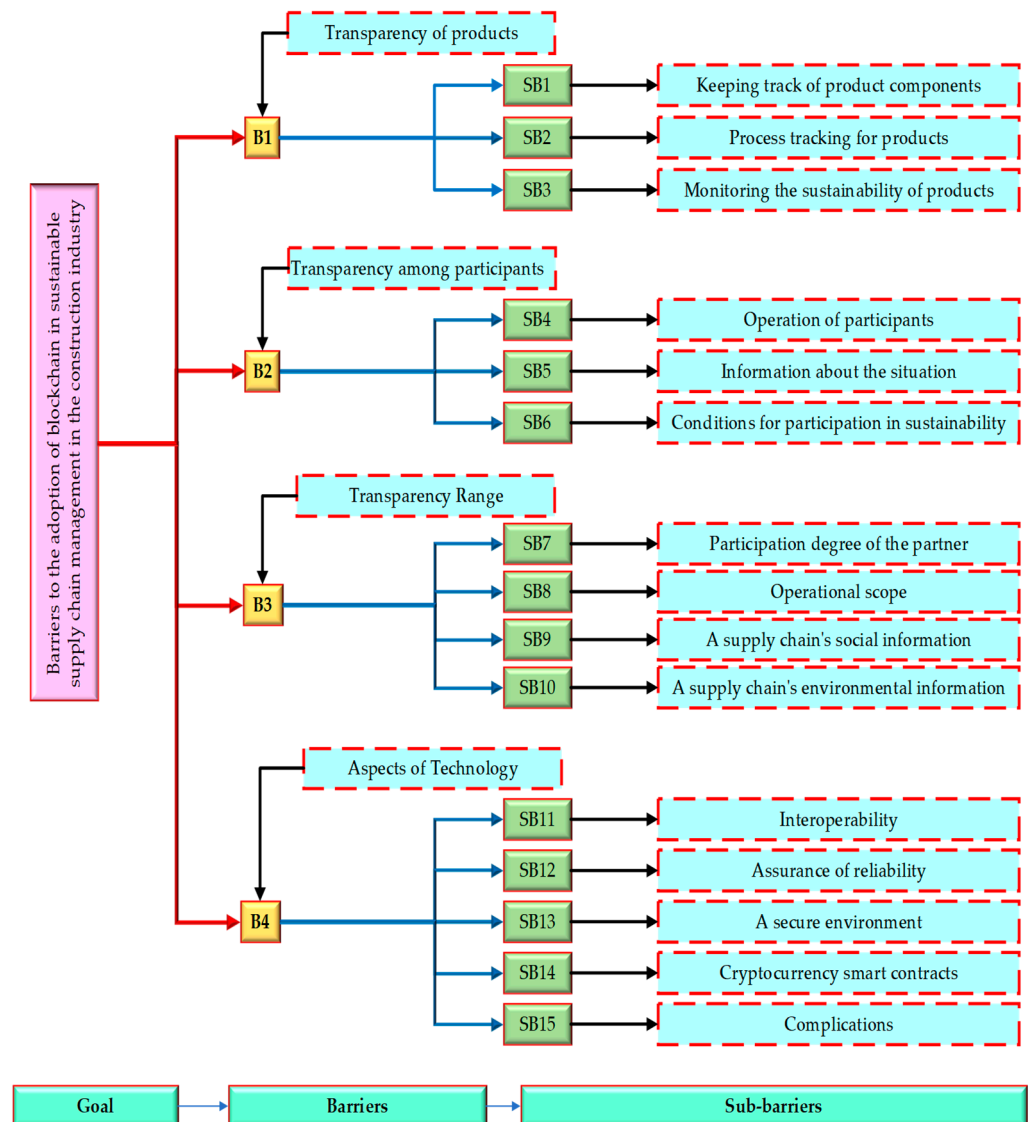 Barriers to the adoption of blockchain in sustainable
supply chain management in the construction industry
Transparency of products
B1
SB1
Keeping track of product components
SB2
Process tracking for products
SB3
Monitoring the sustainability of products
Transparency among participants
B2
SB4
Operation of participants
SB5
Information about the situation
SB6
Conditions for participation in sustainability
Transparency Range
B3
SB7
Participation degree of the partner
SB8
Operational scope
SB9
A supply chain's social information
SB10
A supply chain's environmental information
Aspects of Technology
B4
SB11
Interoperability
SB12
Assurance of reliability
SB13
A secure environment
SB14
Cryptocurrency smart contracts
SB15
Complications
Goal
Barriers
Sub-barriers